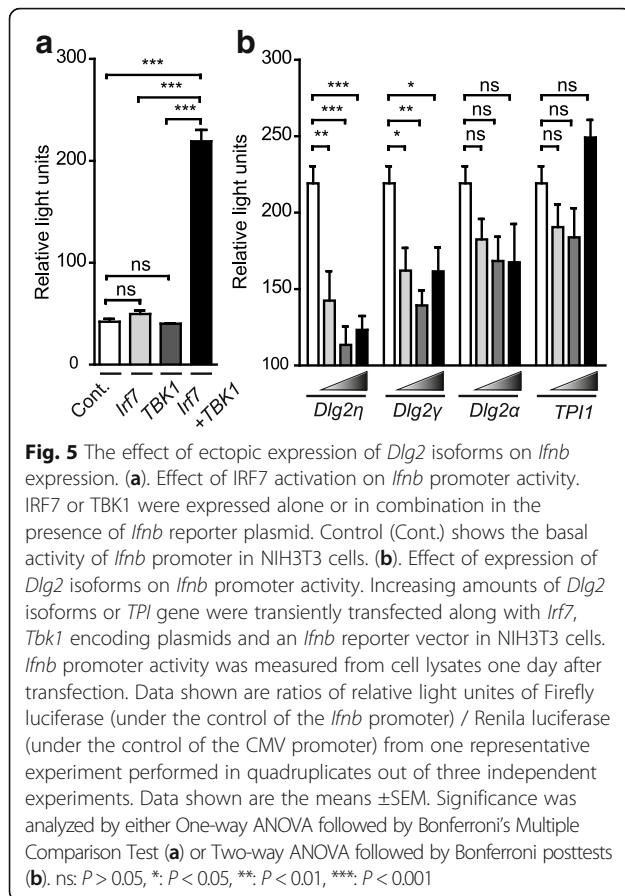 a
300
200
100
0
Relative light units
***
***
***
ns
ns
Cont.
Irf7
TBK1
Irf7
+TBK1
b
300
250
200
150
100
Relative light units
***
***
**
*
**
*
ns
ns
ns
ns
ns
ns
Dlg2η
Dlg2γ
Dlg2α
TPI1
Fig. 5 The effect of ectopic expression of Dlg2 isoforms on Ifnb
expression. (a). Effect of IRF7 activation on Ifnb promoter activity.
IRF7 or TBK1 were expressed alone or in combination in the
presence of Ifnb reporter plasmid. Control (Cont.) shows the basal
activity of Ifnb promoter in NIH3T3 cells. (b). Effect of expression of
Dlg2 isoforms on Ifnb promoter activity. Increasing amounts of Dlg2
isoforms or TPI gene were transiently transfected along with Irf7,
Tbk1 encoding plasmids and an Ifnb reporter vector in NIH3T3 cells.
Ifnb promoter activity was measured from cell lysates one day after
transfection. Data shown are ratios of relative light unites of Firefly
luciferase (under the control of the Ifnb promoter) / Renila luciferase
(under the control of the CMV promoter) from one representative
experiment performed in quadruplicates out of three independent
experiments. Data shown are the means ±SEM. Significance was
analyzed by either One-way ANOVA followed by Bonferroni's Multiple
Comparison Test (a) or Two-way ANOVA followed by Bonferroni posttests
(b). ns: P > 0.05, *: P < 0.05, **: P < 0.01, ***: P < 0.001